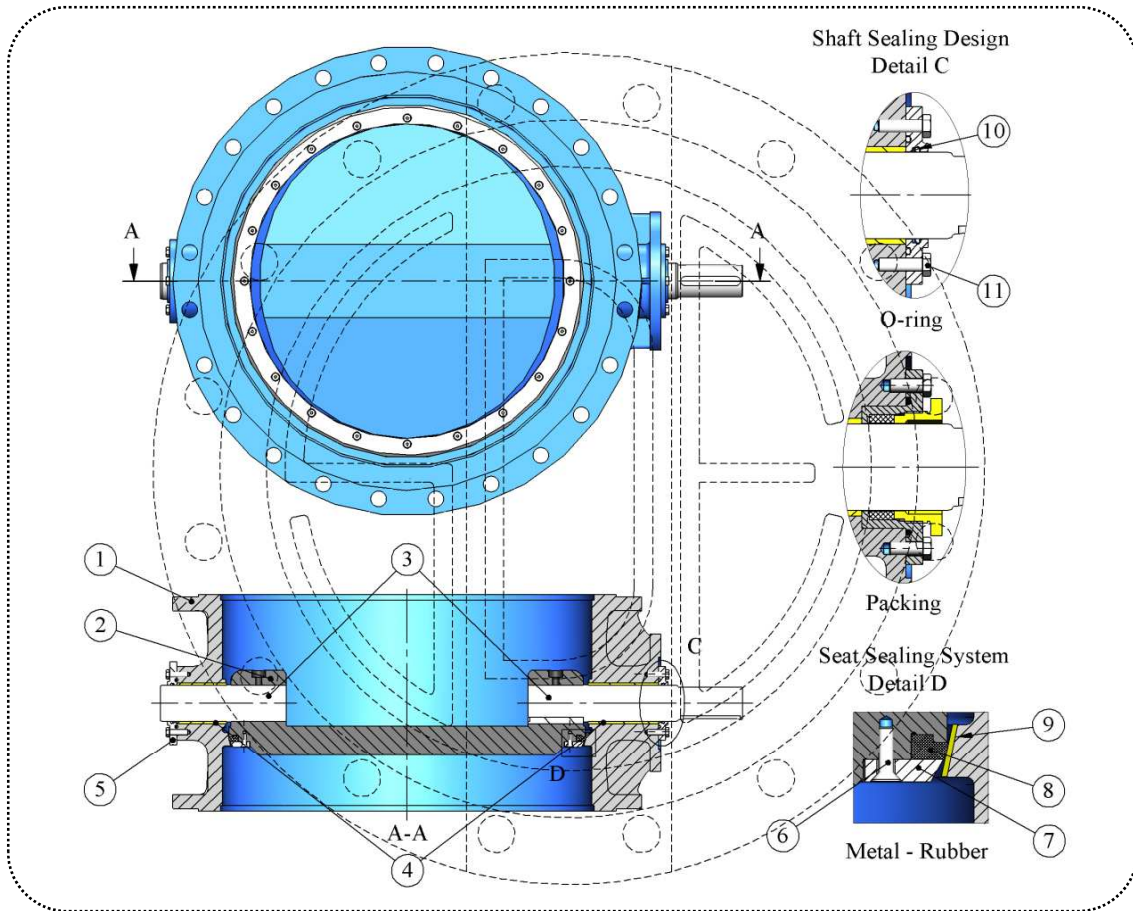 Shaft Sealing Design
Detail C
10
11
O-ring
A
A
Packing
1
2
3
C
Seat Sealing System
Detail D
9
8
7
6
Metal - Rubber
5
D
A-A
4